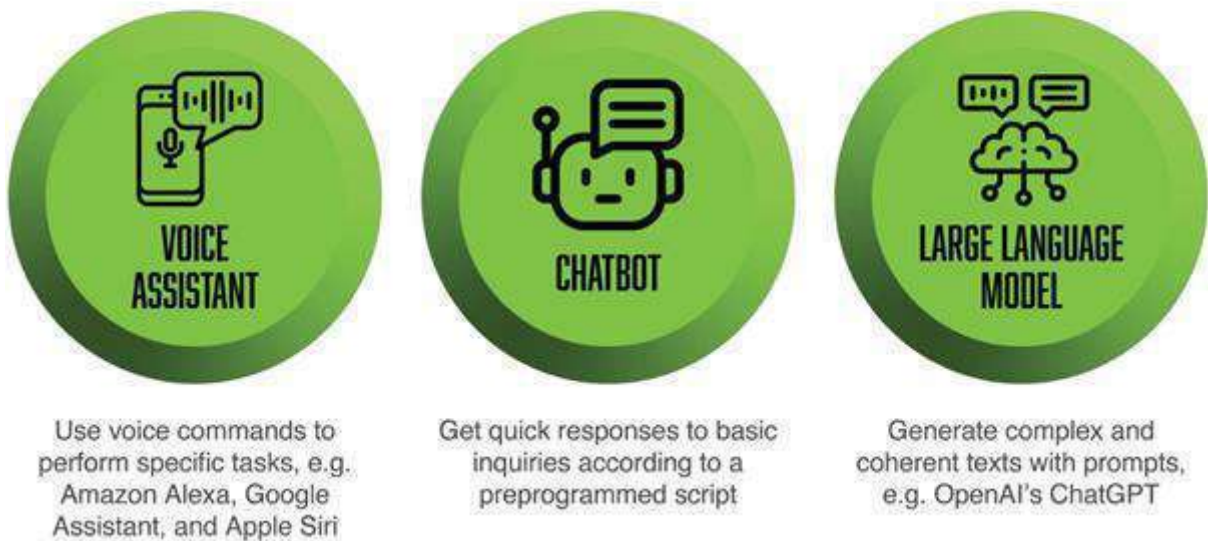 VOICE
ASSISTANT
Use voice commands to
perform specific tasks, e.g.
Amazon Alexa, Google
Assistant, and Apple Siri
CHATBOT
Get quick responses to basic
inquiries according to a
preprogrammed script
LARGE LANGUAGE
MODEL
Generate complex and
coherent texts with prompts,
e.g. OpenAI's ChatGPT